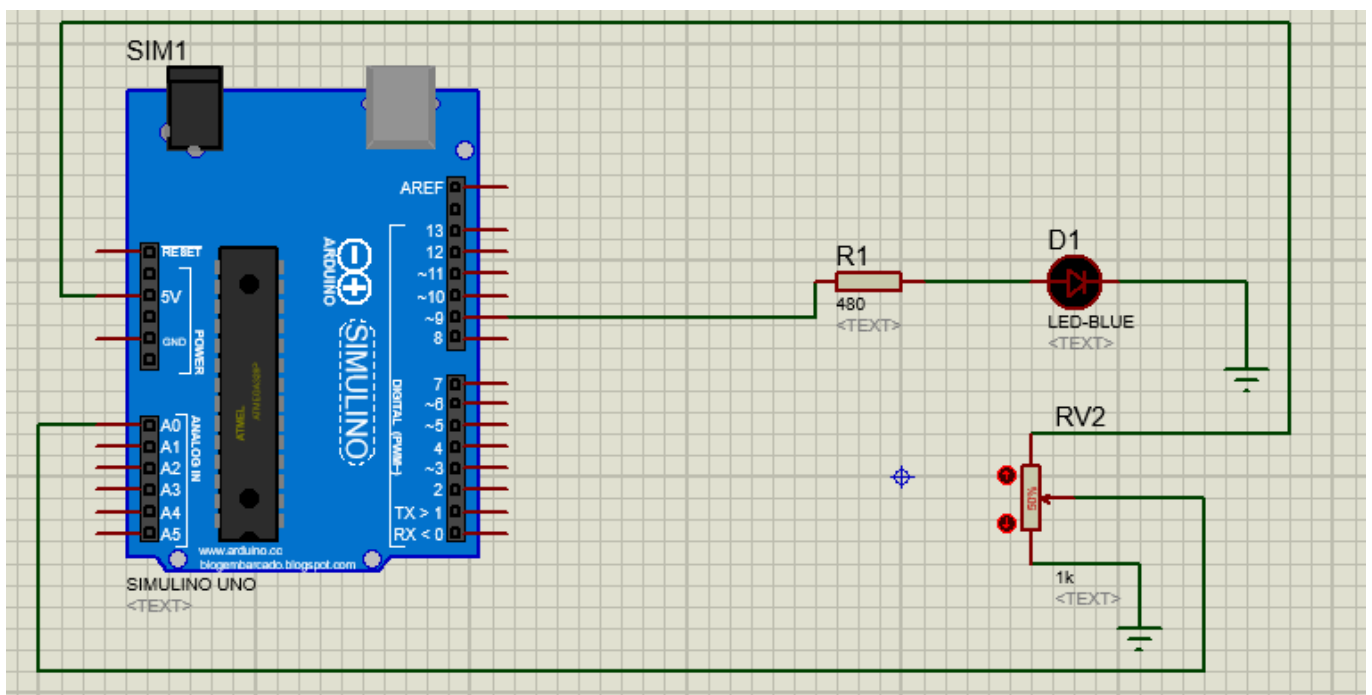 SIM1
AREF
13
12
~11
~10
~9
8
RESET
5V
GND
POWER
ARDUINO
SIMULINO
ATMEL
ATMEGA328P
7
~6
~5
4
~3
2
TX > 1
RX < 0
DIGITAL (PWM~)
A0
A1
A2
A3
A4
A5
ANALOG IN
www.arduino.cc
blogembarcado.blogspot.com
SIMULINO UNO
<TEXT>
R1
480
<TEXT>
D1
LED-BLUE
<TEXT>
RV2
50%
1k
<TEXT>